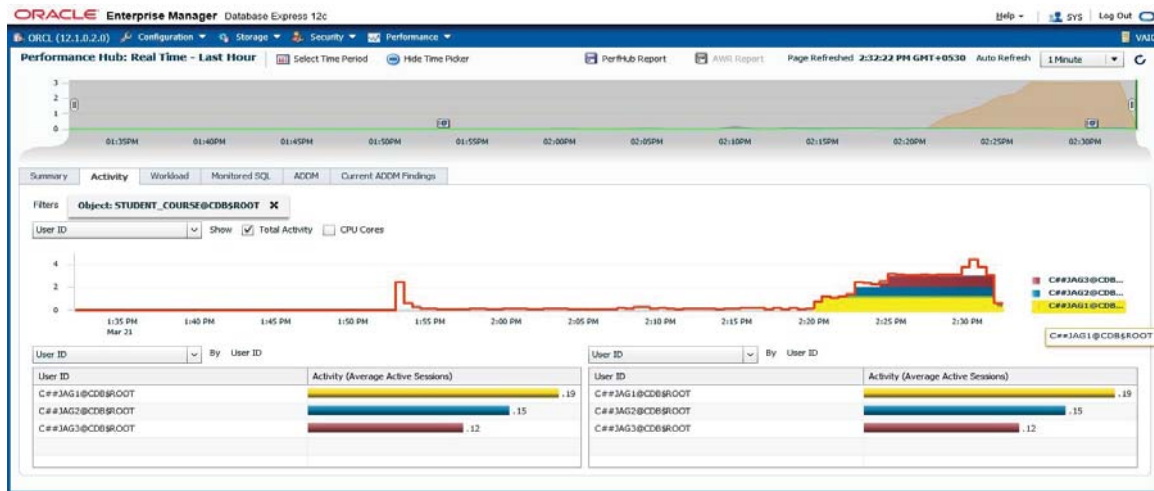 ORACLE Enterprise Manager Database Express 12c
Help SYS Log Out
ORCL (12.1.0.2.0) Configuration Storage Security Performance VAIO
Performance Hub: Real Time - Last Hour Select Time Period Hide Time Picker PerfHub Report AWR Report Page Refreshed 2:32:22 PM GMT+0530 Auto Refresh 1 Minute
3
2
1
0
01:35PM 01:40PM 01:45PM 01:50PM 01:55PM 02:00PM 02:05PM 02:10PM 02:15PM 02:20PM 02:25PM 02:30PM
Summary Activity Workload Monitored SQL ADDM Current ADDM Findings
Filters Object: STUDENT_COURSE@CDB$ROOT X
User ID Show Total Activity CPU Cores
4
2
0
C##JAG3@CDB...
C##JAG2@CDB...
C##JAG1@CDB...
1:35 PM 1:40 PM 1:45 PM 1:50 PM 1:55 PM 2:00 PM 2:05 PM 2:10 PM 2:15 PM 2:20 PM 2:25 PM 2:30 PM
Mar 21
C##JAG1@CDB$ROOT
User ID By User ID
User ID Activity (Average Active Sessions)
C##JAG1@CDB$ROOT .19
C##JAG2@CDB$ROOT .15
C##JAG3@CDB$ROOT .12
User ID By User ID
User ID Activity (Average Active Sessions)
C##JAG1@CDB$ROOT .19
C##JAG2@CDB$ROOT .15
C##JAG3@CDB$ROOT .12